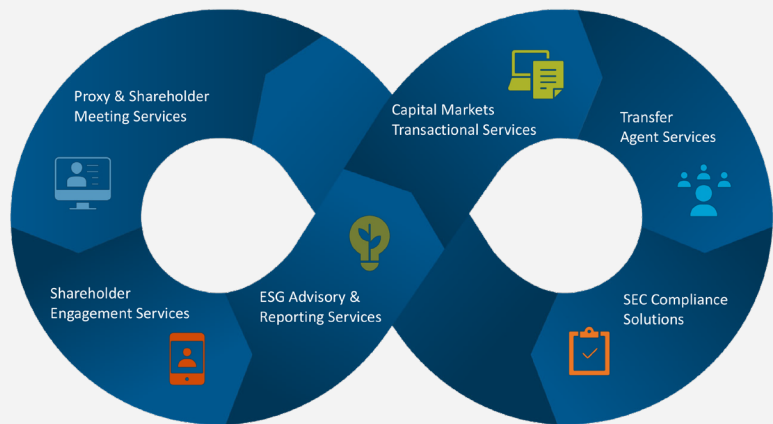 Proxy & Shareholder
Meeting Services
Capital Markets
Transactional Services
Transfer
Agent Services
Shareholder
Engagement Services
ESG Advisory &
Reporting Services
SEC Compliance
Solutions